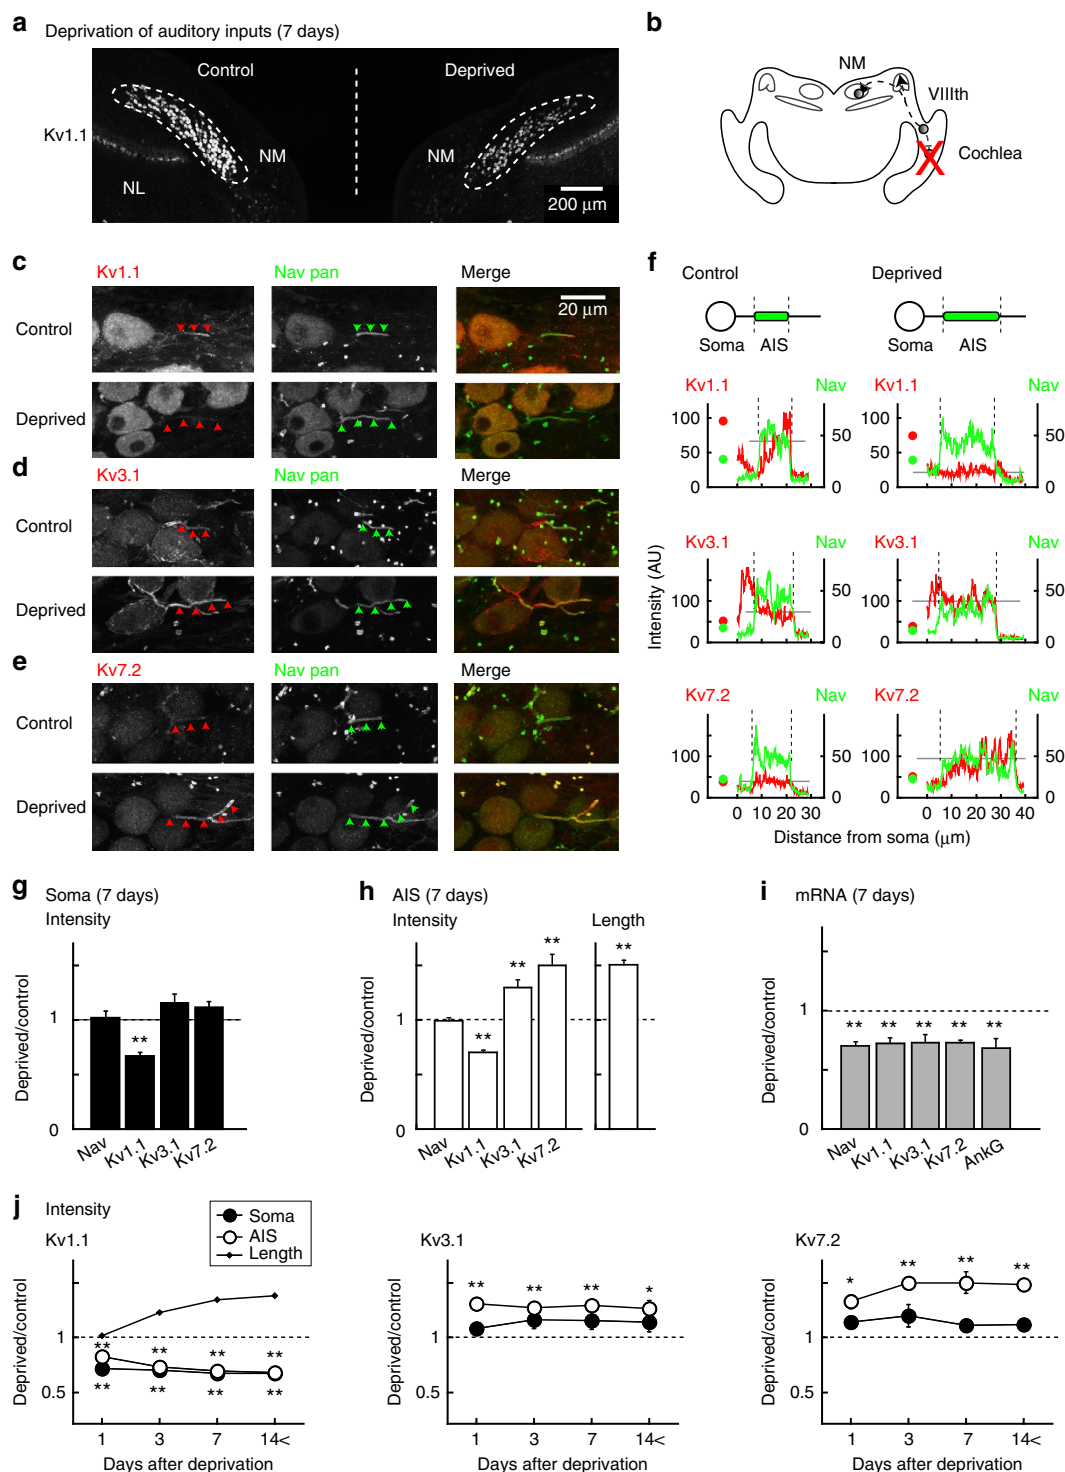 a Deprivation of auditory inputs (7 days)
Control
Deprived
Kv1.1
NM
NM
NL
200 µm
b
NM
VIIIth
Cochlea
X
c Kv1.1 Nav pan Merge
Control
20 µm
Deprived
d Kv3.1 Nav pan Merge
Control
Deprived
e Kv7.2 Nav pan Merge
Control
Deprived
f Control Deprived
Soma AIS Soma AIS
Kv1.1 Nav Kv1.1 Nav
100 100
50 50
50 50
0 0 0 0
Kv3.1 Nav Kv3.1 Nav
Intensity (AU)
50 50
100 100
0 0 0 0
Kv7.2 Nav Kv7.2 Nav
100 50 100 50
0 0 0 0
0 10 20 30 0 10 20 30 40
Distance from soma (µm)
g Soma (7 days)
Intensity
Deprived/control
1
**
0
Nav Kv1.1 Kv3.1 Kv7.2
h AIS (7 days)
Intensity Length
Deprived/control
** ** ** **
1
0
Nav Kv1.1 Kv3.1 Kv7.2
i mRNA (7 days)
Deprived/control
1
** ** ** ** **
0
Nav Kv1.1 Kv3.1 Kv7.2 AnkG
j Intensity
Soma
AIS
Length
Kv1.1
Deprived/control
1
** ** ** **
** ** ** **
0.5
1 3 7 14<
Days after deprivation
Kv3.1
Deprived/control
** ** ** *
1
0.5
1 3 7 14<
Days after deprivation
Kv7.2
Deprived/control
* ** ** **
1
0.5
1 3 7 14<
Days after deprivation